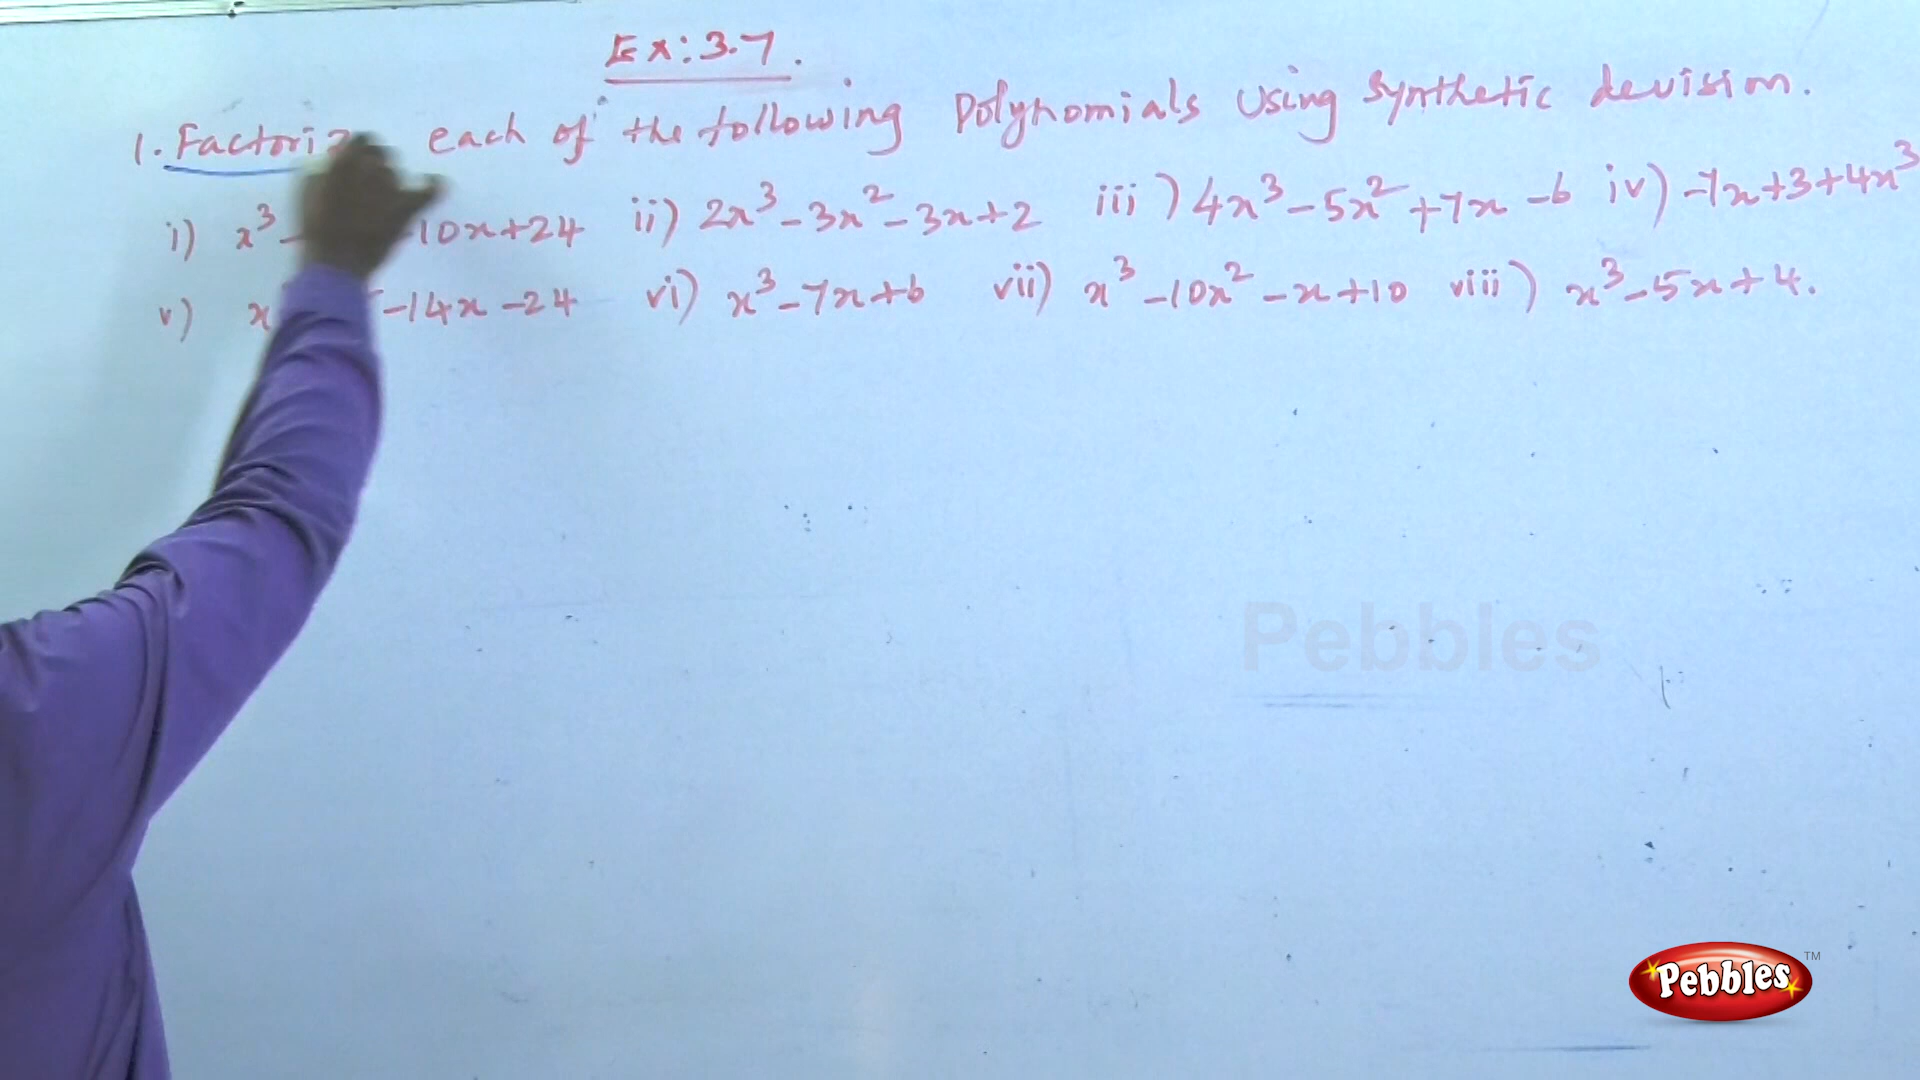 Ex: 3.7.
1. Factoriz each of the following Polynomials Using Synthetic devision.
i) x³ - -10x+24 ii) 2x³-3x²-3x+2 iii) 4x³-5x²+7x-6 iv) -7x+3+4x³
v) x -14x-24 vi) x³-7x+6 vii) x³-10x²-x+10 viii) x³-5x+4.
Pebbles
Pebbles TM